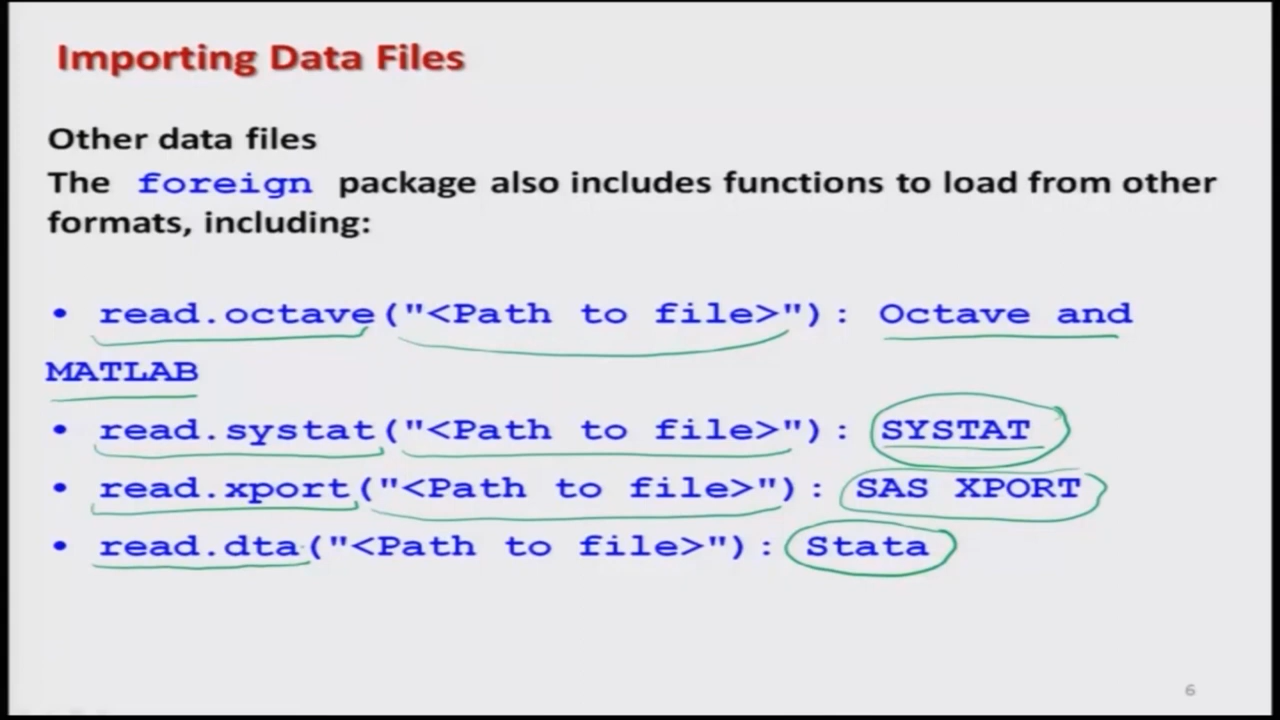 Importing Data Files
Other data files
The foreign package also includes functions to load from other
formats, including:
• read.octave("<Path to file>"): Octave and
MATLAB
• read.systat("<Path to file>"): SYSTAT
• read.xport("<Path to file>"): SAS XPORT
• read.dta("<Path to file>"): Stata
6